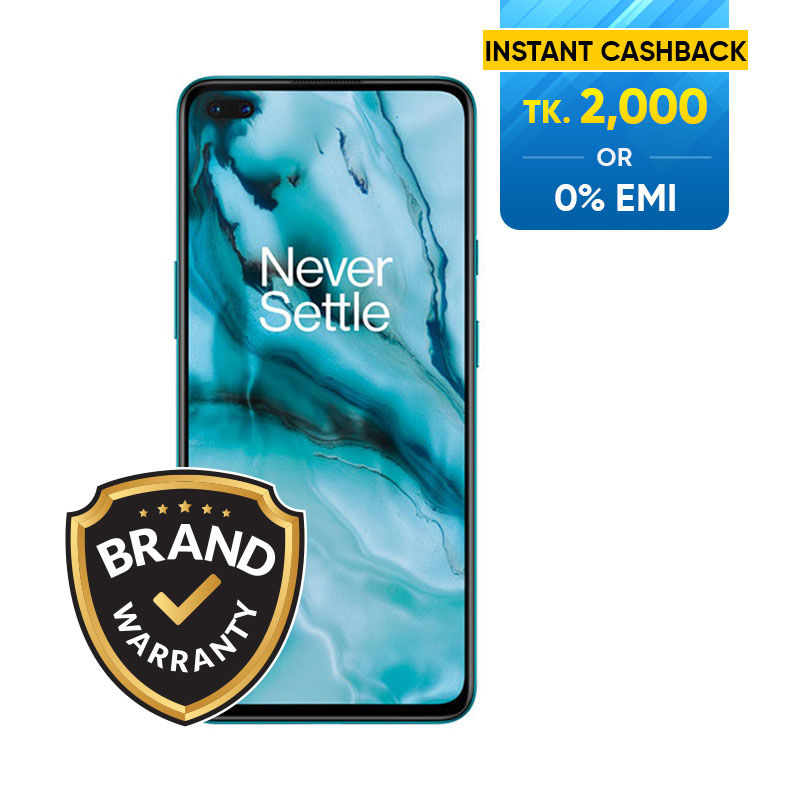 INSTANT CASHBACK
TK. 2,000
OR
0% EMI
Never
Settle
BRAND
WARRANTY